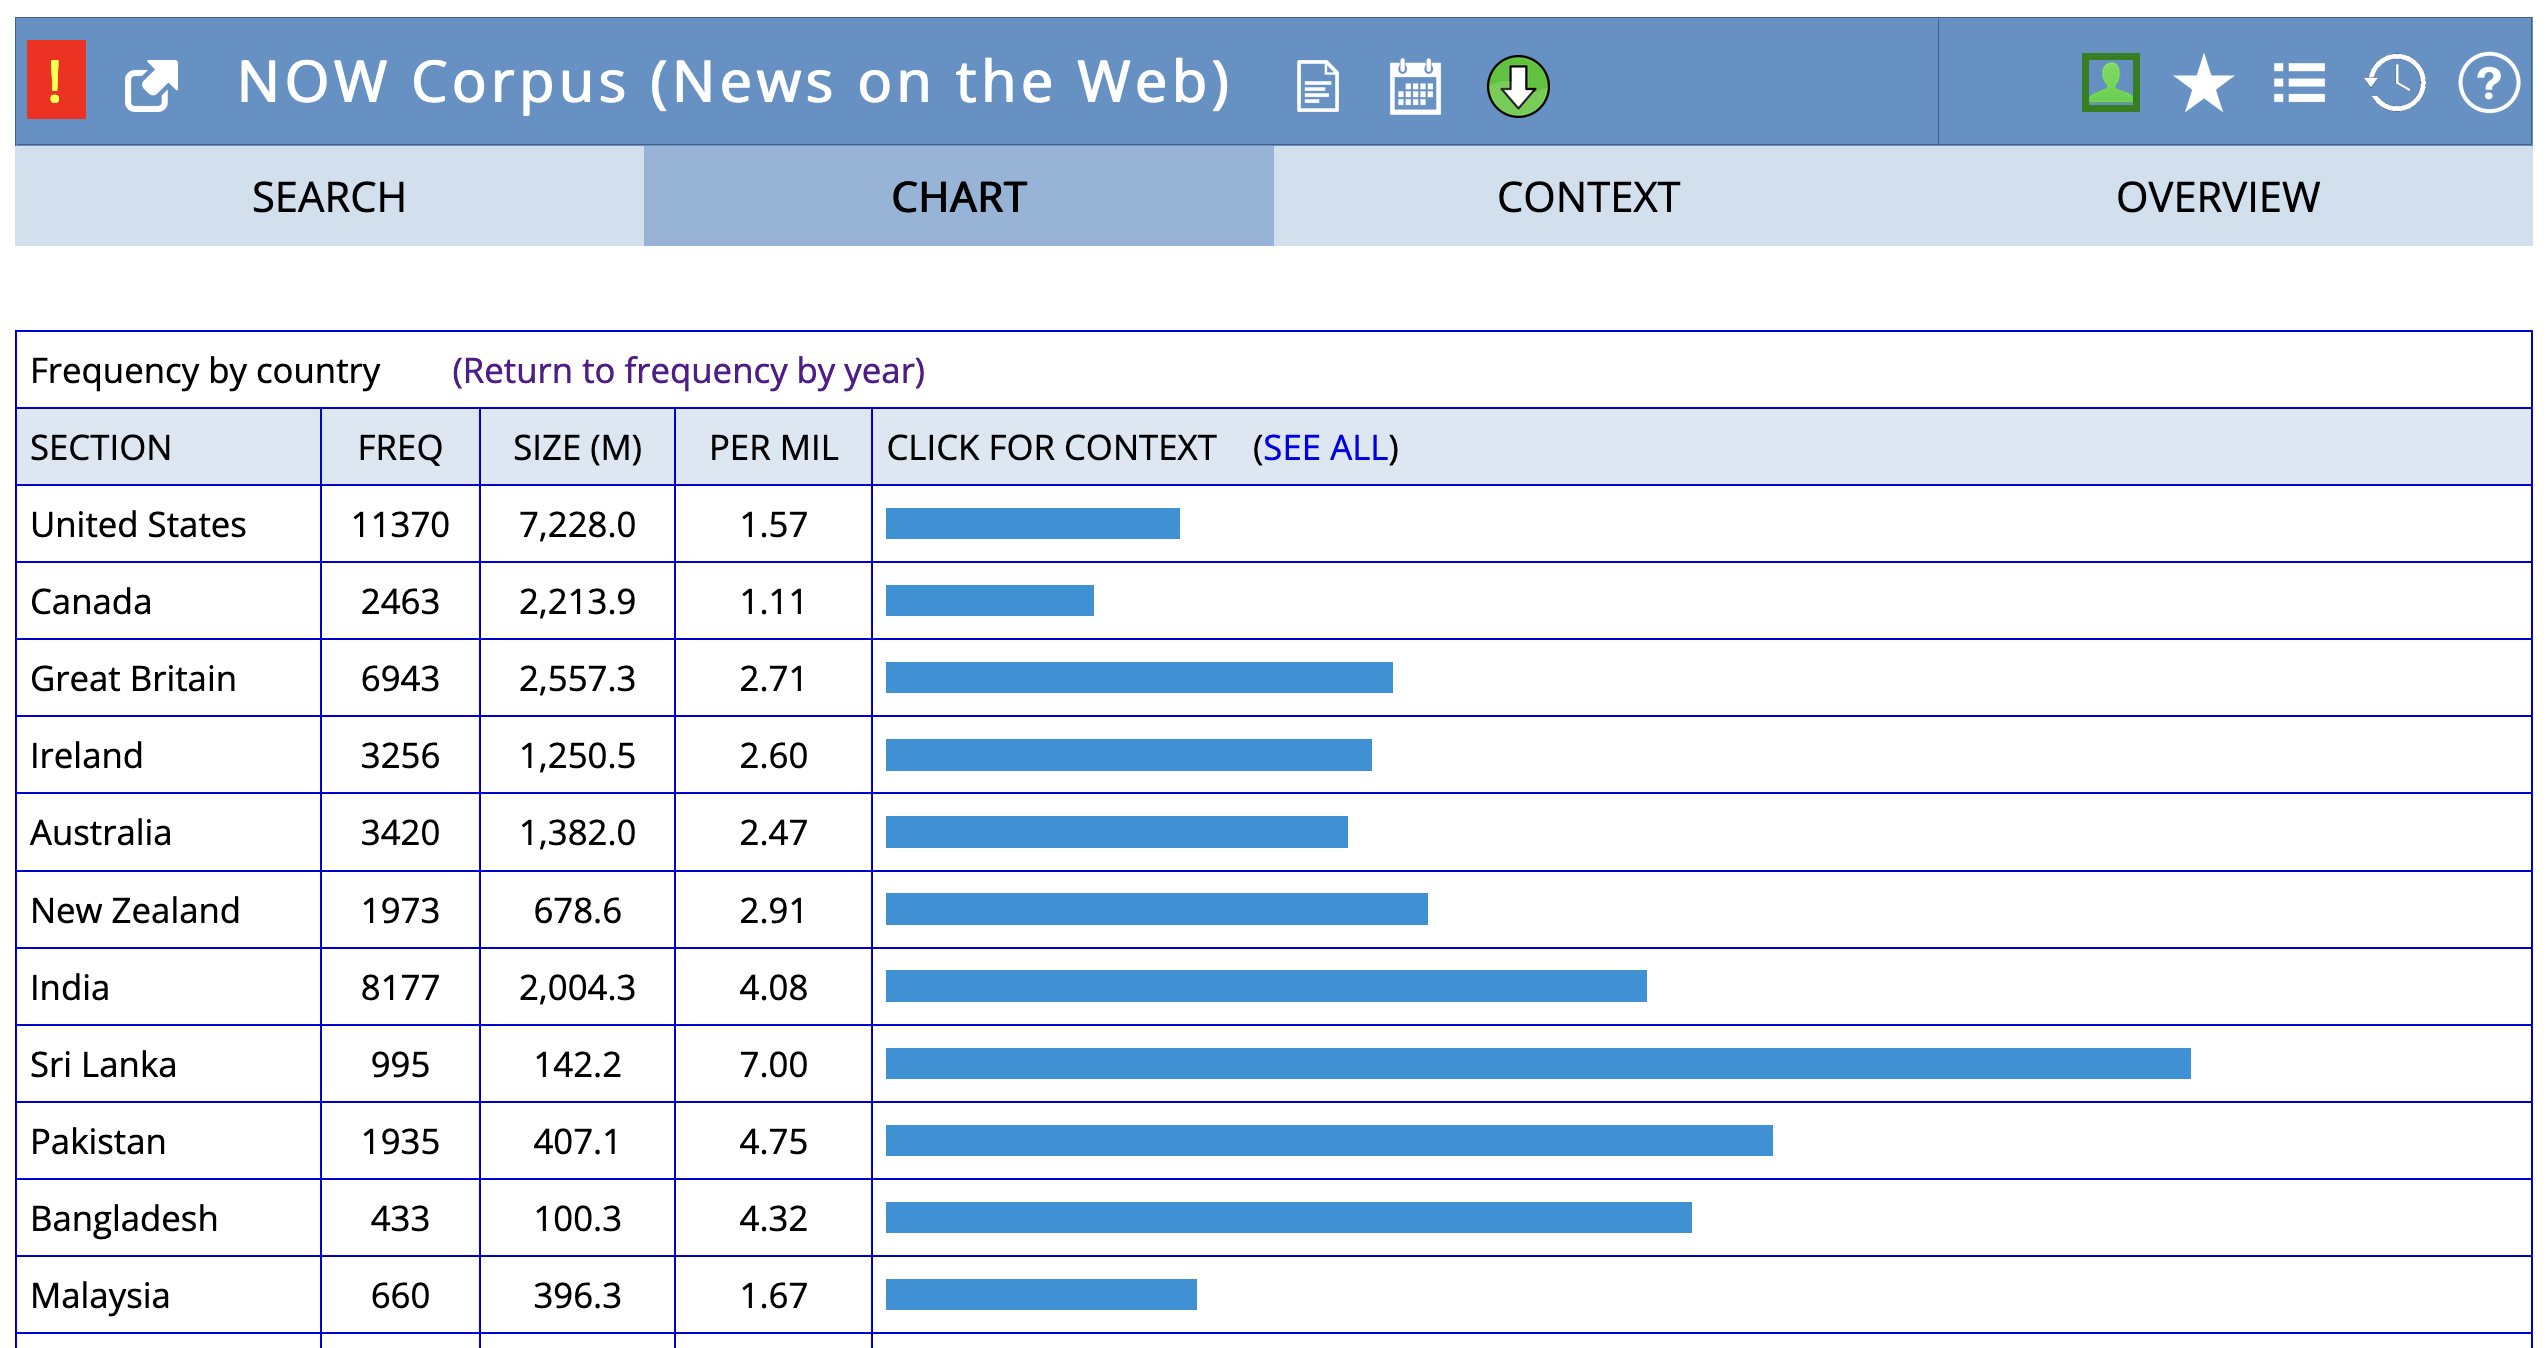 ! NOW Corpus (News on the Web) ?
SEARCH CHART CONTEXT OVERVIEW
Frequency by country (Return to frequency by year)
SECTION FREQ SIZE (M) PER MIL CLICK FOR CONTEXT (SEE ALL)
United States 11370 7,228.0 1.57
Canada 2463 2,213.9 1.11
Great Britain 6943 2,557.3 2.71
Ireland 3256 1,250.5 2.60
Australia 3420 1,382.0 2.47
New Zealand 1973 678.6 2.91
India 8177 2,004.3 4.08
Sri Lanka 995 142.2 7.00
Pakistan 1935 407.1 4.75
Bangladesh 433 100.3 4.32
Malaysia 660 396.3 1.67